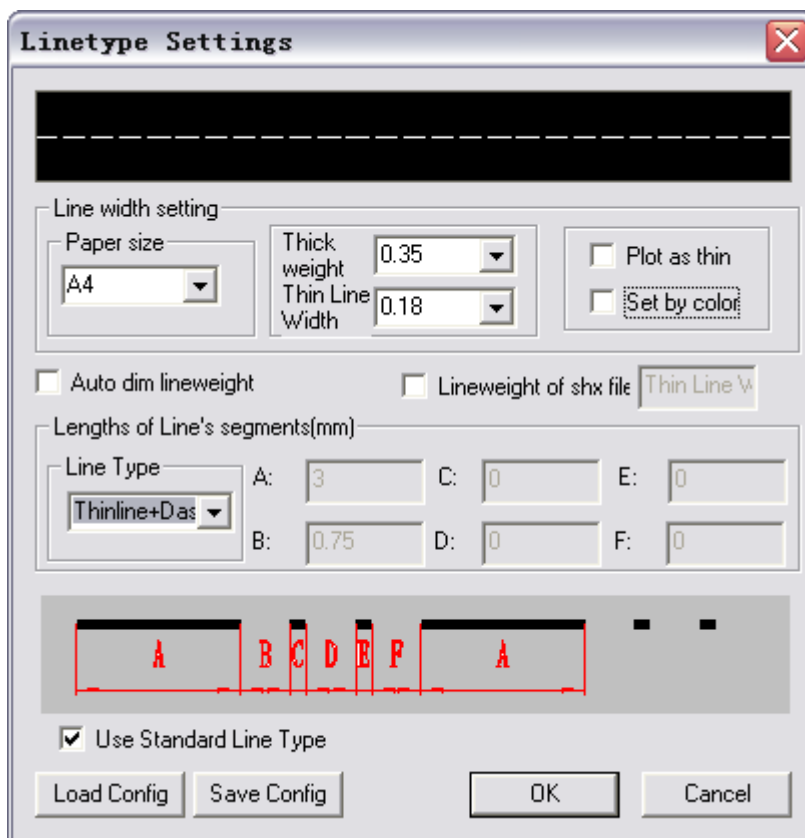 Linetype Settings
Line width setting
Paper size
A4
Thick weight
0.35
Thin Line Width
0.18
Plot as thin
Set by color
Auto dim lineweight
Lineweight of shx file
Thin Line W
Lengths of Line's segments(mm)
Line Type
Thinline+Das
A: 3
C: 0
E: 0
B: 0.75
D: 0
F: 0
A B C D E F A
Use Standard Line Type
Load Config Save Config OK Cancel